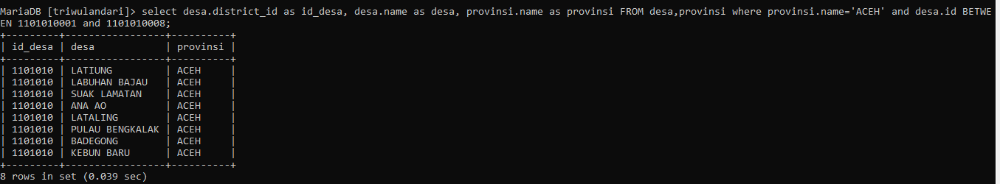 MariaDB [triwulandari]> select desa.district_id as id_desa, desa.name as desa, provinsi.name as provinsi FROM desa,provinsi where provinsi.name='ACEH' and desa.id BETWE
EN 1101010001 and 1101010008;
+---------+-----------------+----------+
| id_desa | desa            | provinsi |
+---------+-----------------+----------+
| 1101010 | LATIUNG         | ACEH     |
| 1101010 | LABUHAN BAJAU   | ACEH     |
| 1101010 | SUAK LAMATAN    | ACEH     |
| 1101010 | ANA AO          | ACEH     |
| 1101010 | LATALING        | ACEH     |
| 1101010 | PULAU BENGKALAK | ACEH     |
| 1101010 | BADEGONG        | ACEH     |
| 1101010 | KEBUN BARU      | ACEH     |
+---------+-----------------+----------+
8 rows in set (0.039 sec)